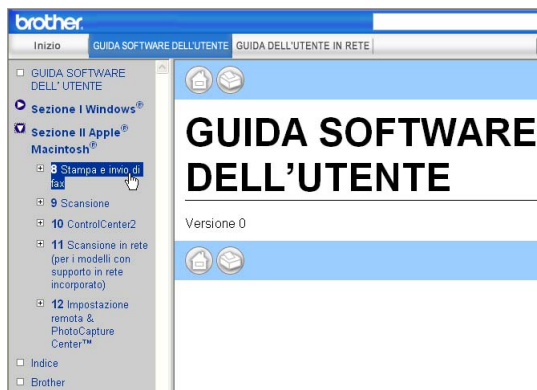 brother.
Inizio
GUIDA SOFTWARE DELL'UTENTE
GUIDA DELL'UTENTE IN RETE
GUIDA SOFTWARE
DELL' UTENTE
Sezione I Windows®
Sezione II Apple®
Macintosh®
8 Stampa e invio di
fax
9 Scansione
10 ControlCenter2
11 Scansione in rete
(per i modelli con
supporto in rete
incorporato)
12 Impostazione
remota &
PhotoCapture
Center™
Indice
Brother
GUIDA SOFTWARE
DELL’UTENTE
Versione 0